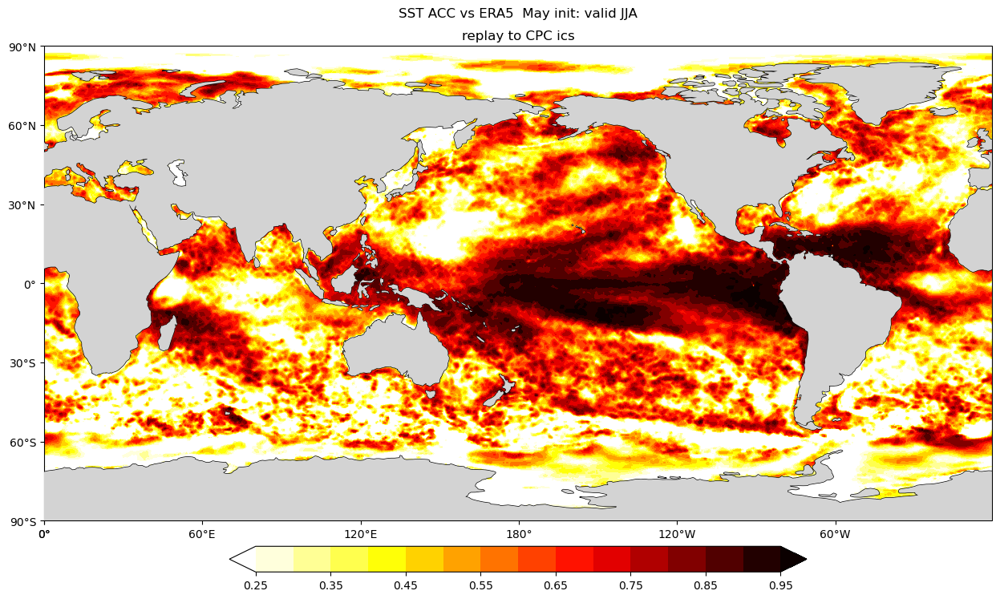 SST ACC vs ERA5  May init: valid JJA
replay to CPC ics
90°N
60°N
30°N
0°
30°S
60°S
90°S
0° 60°E 120°E 180° 120°W 60°W
0.25 0.35 0.45 0.55 0.65 0.75 0.85 0.95